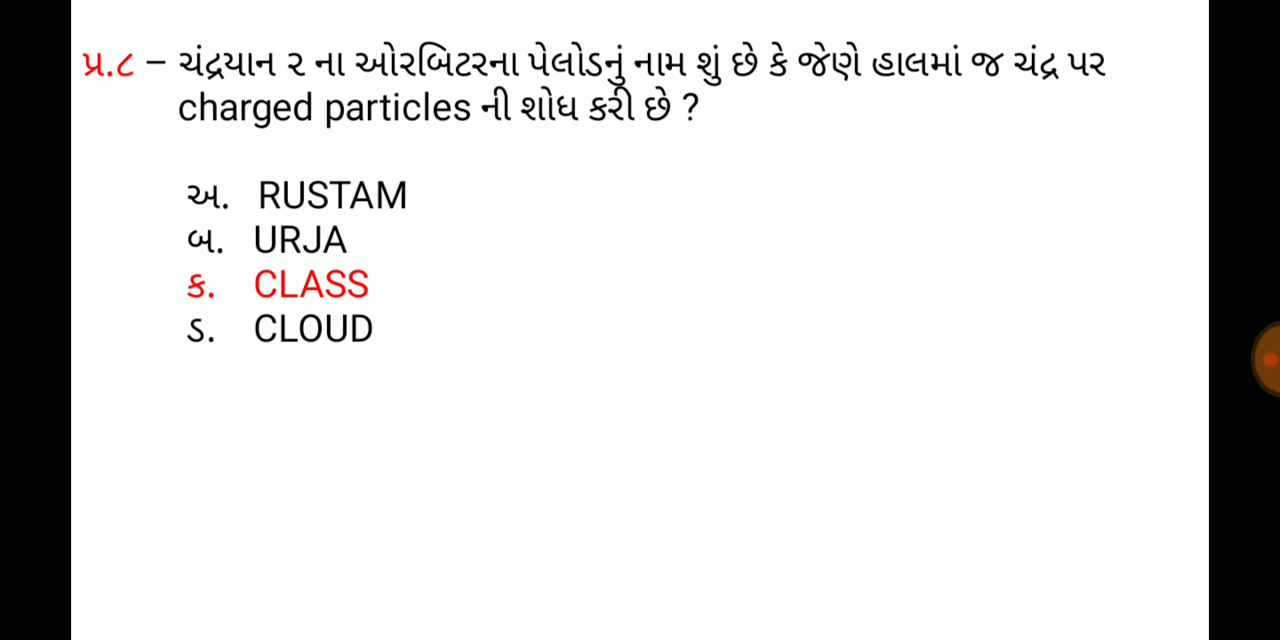 પ્ર.૮ – ચંદ્રયાન ૨ ના ઓરબિટરના પેલોડનું નામ શું છે કે જેણે હાલમાં જ ચંદ્ર પર
charged particles ની શોધ કરી છે ?
અ. RUSTAM
બ. URJA
ક. CLASS
ડ. CLOUD